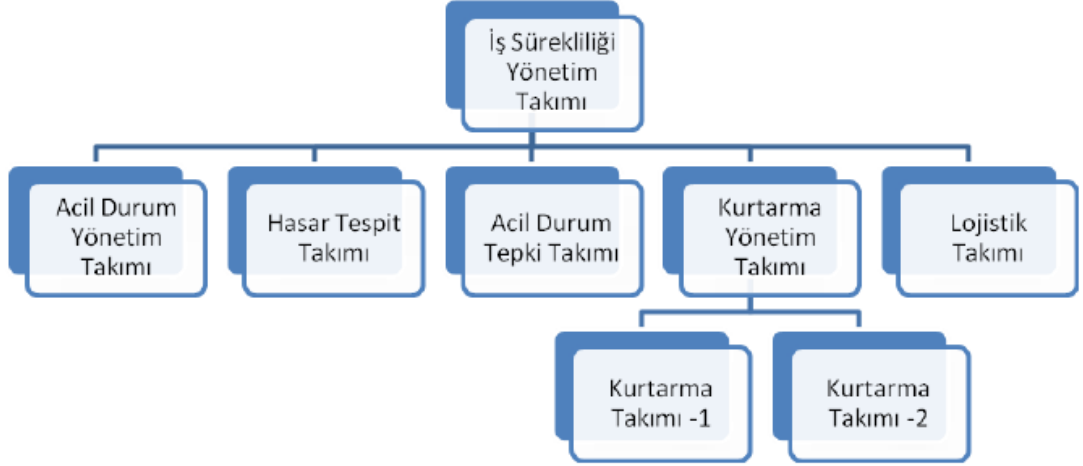 İş Sürekliliği
Yönetim
Takımı
Acil Durum
Yönetim
Takımı
Hasar Tespit
Takımı
Acil Durum
Tepki Takımı
Kurtarma
Yönetim
Takımı
Lojistik
Takımı
Kurtarma
Takımı -1
Kurtarma
Takımı -2